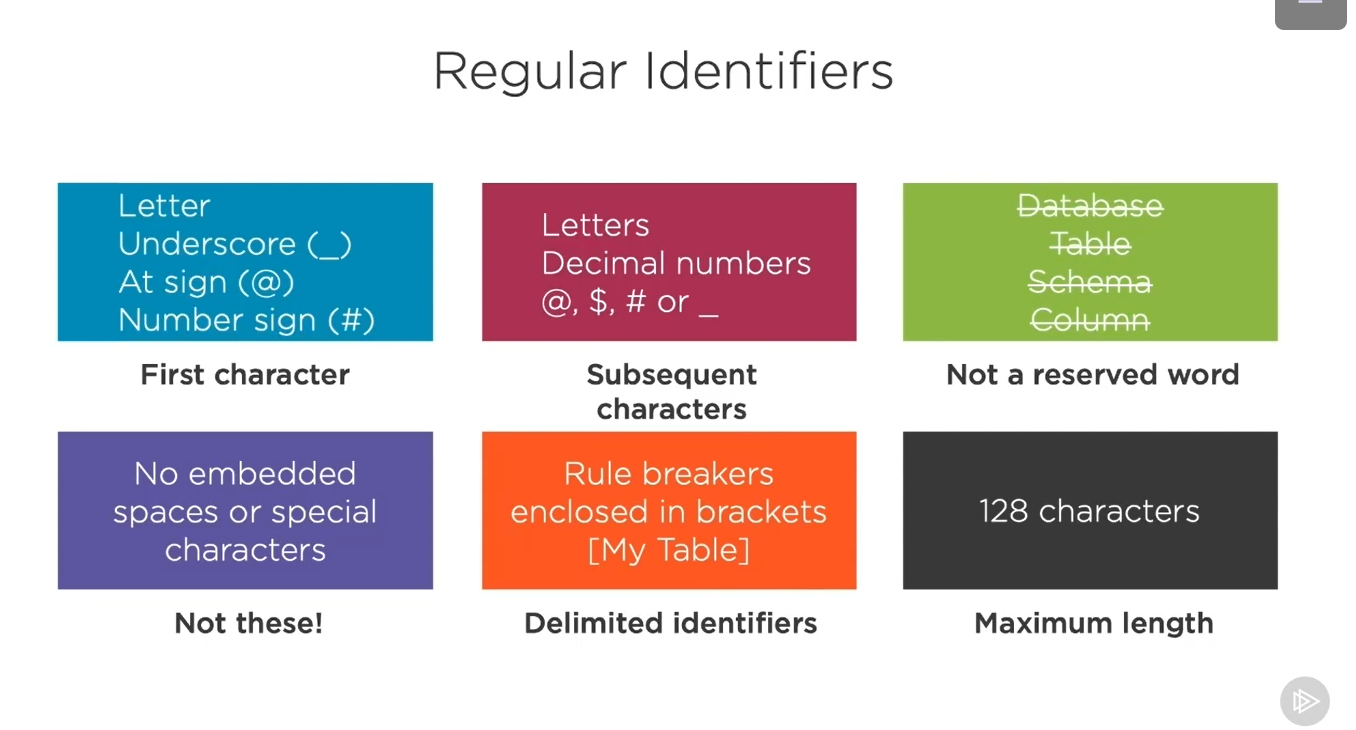 Regular Identifiers
Letter
Underscore (_)
At sign (@)
Number sign (#)
First character
Letters
Decimal numbers
@, $, # or _
Subsequent
characters
Database
Table
Schema
Column
Not a reserved word
No embedded
spaces or special
characters
Not these!
Rule breakers
enclosed in brackets
[My Table]
Delimited identifiers
128 characters
Maximum length